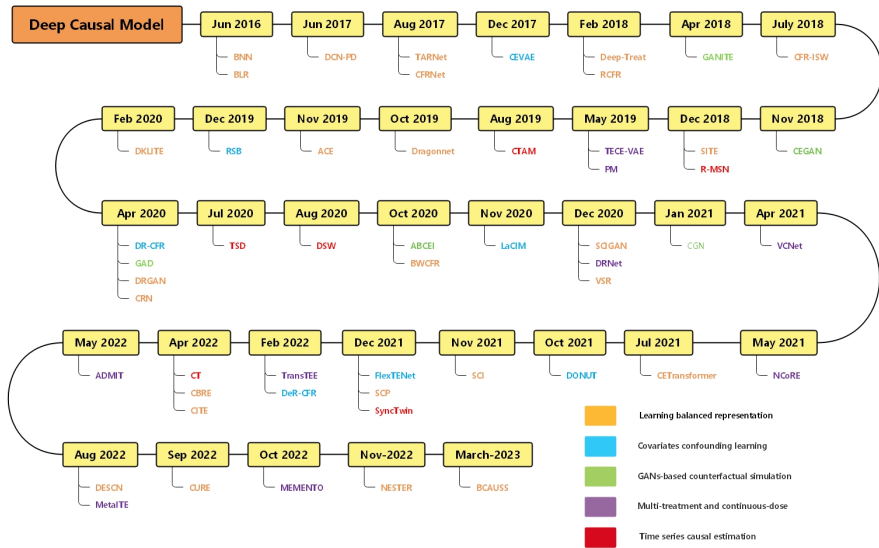 Deep Causal Model
Jun 2016
BNN
BLR
Jun 2017
DCN-PD
Aug 2017
TARNet
CFRNet
Dec 2017
CEVAE
Feb 2018
Deep-Treat
RCFR
Apr 2018
GANITE
July 2018
CFR-ISW
Nov 2018
CEGAN
Dec 2018
SITE
R-MSN
May 2019
TECE-VAE
PM
Aug 2019
CTAM
Oct 2019
Dragonnet
Nov 2019
ACE
Dec 2019
RSB
Feb 2020
DKLITE
Apr 2020
DR-CFR
GAD
DRGAN
CRN
Jul 2020
TSD
Aug 2020
DSW
Oct 2020
ABCEI
BWCFR
Nov 2020
LaCIM
Dec 2020
SCIGAN
DRNet
VSR
Jan 2021
CGN
Apr 2021
VCNet
May 2021
NCoRE
Jul 2021
CETransformer
Oct 2021
DONUT
Nov 2021
SCI
Dec 2021
FlexTENet
SCP
SyncTwin
Feb 2022
TransTEE
DeR-CFR
Apr 2022
CT
CBRE
CITE
May 2022
ADMIT
Aug 2022
DESCN
MetaITE
Sep 2022
CURE
Oct 2022
MEMENTO
Nov-2022
NESTER
March-2023
BCAUSS
Learning balanced representation
Covariates confounding learning
GANs-based counterfactual simulation
Multi-treatment and continuous-dose
Time series causal estimation